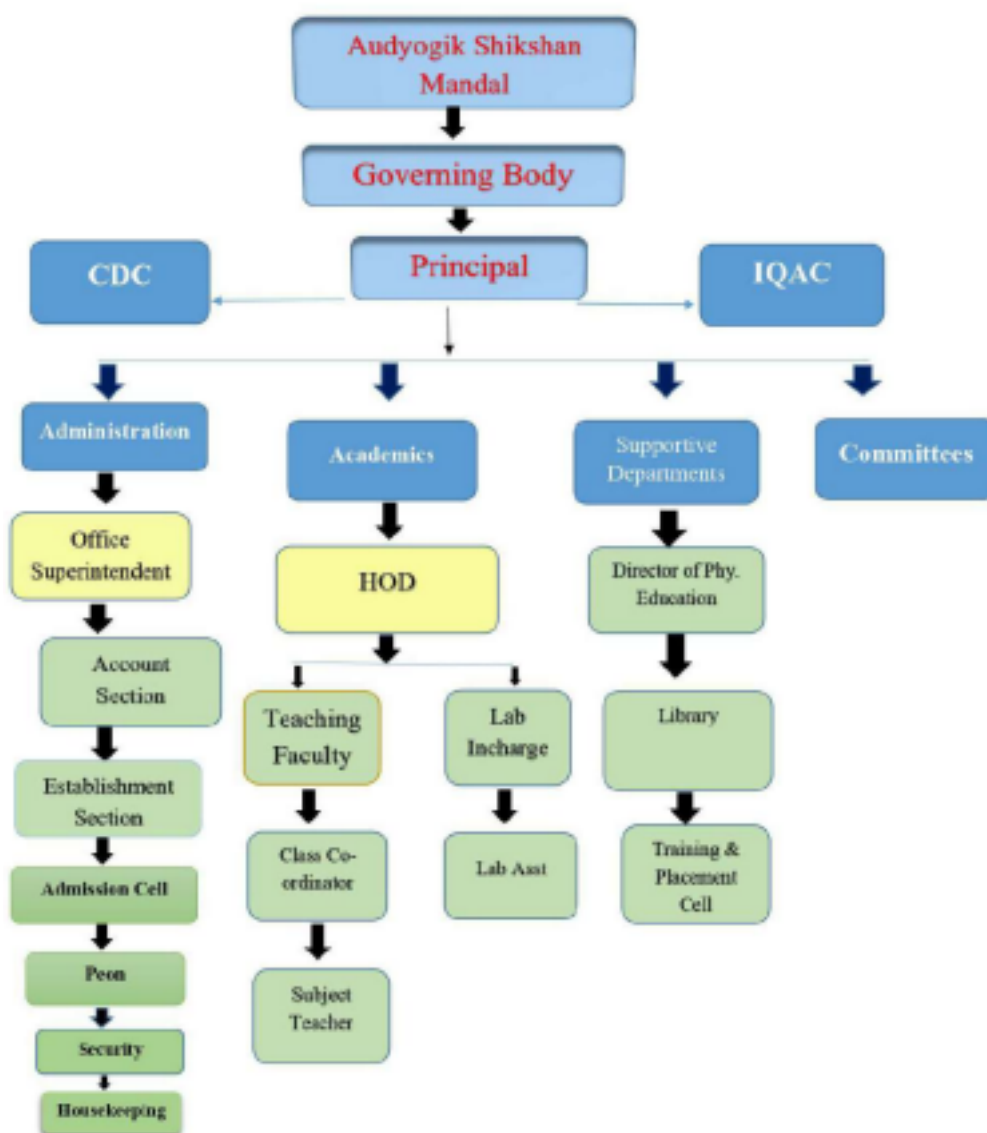 Audyogik Shikshan
Mandal
Governing Body
Principal
CDC
IQAC
Administration
Academics
Supportive
Departments
Committees
Office
Superintendent
Account
Section
Establishment
Section
Admission Cell
Peon
Security
Housekeeping
HOD
Teaching
Faculty
Class Co-
ordinator
Subject
Teacher
Lab
Incharge
Lab Asst
Director of Phy.
Education
Library
Training &
Placement
Cell